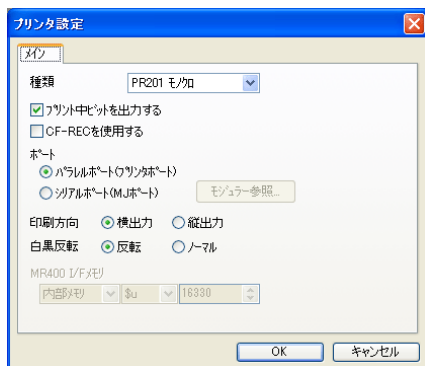 プリンタ設定
メイン
種類 PR201 モノクロ
プリント中ビットを出力する
CF-RECを使用する
ポート
パラレルポート(プリンタポート)
シリアルポート(MJポート) モジュラー参照...
印刷方向 横出力 縦出力
白黒反転 反転 ノーマル
MR400 I/Fメモリ
内部メモリ $u 16330
OK キャンセル